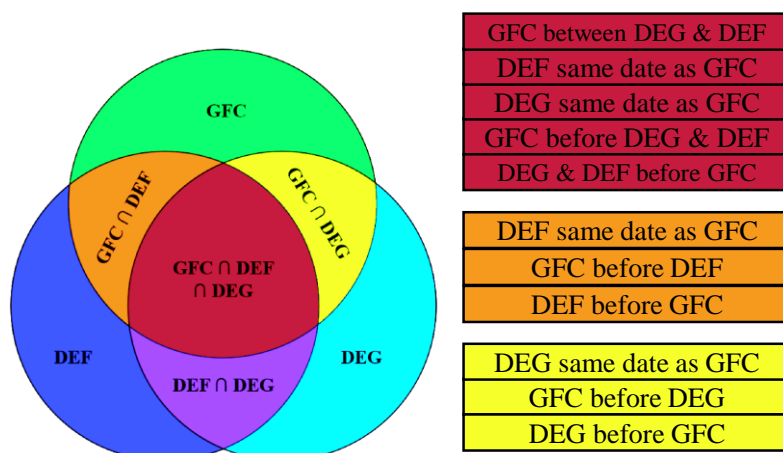 GFC
GFC ∩ DEF
GFC ∩ DEG
GFC ∩ DEF
∩ DEG
DEF
DEF ∩ DEG
DEG
GFC between DEG & DEF
DEF same date as GFC
DEG same date as GFC
GFC before DEG & DEF
DEG & DEF before GFC
DEF same date as GFC
GFC before DEF
DEF before GFC
DEG same date as GFC
GFC before DEG
DEG before GFC